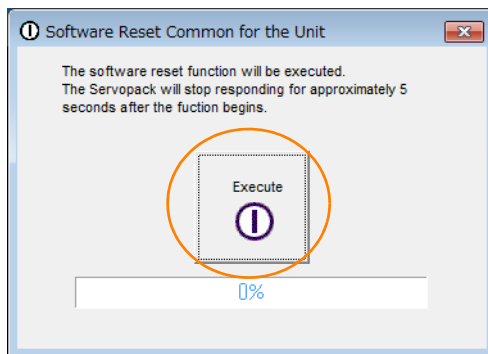 Software Reset Common for the Unit
The software reset function will be executed.
The Servopack will stop responding for approximately 5
seconds after the fuction begins.
Execute
0%